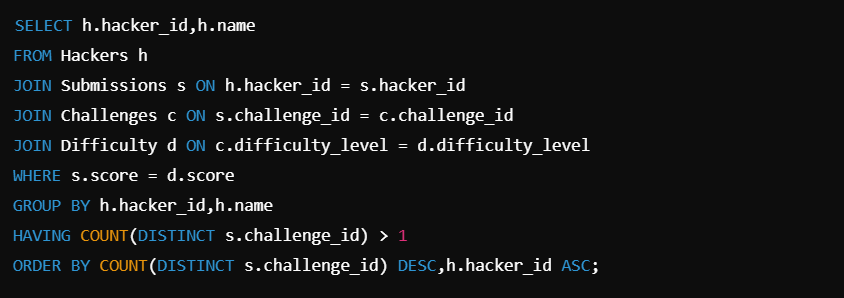 SELECT h.hacker_id,h.name
FROM Hackers h
JOIN Submissions s ON h.hacker_id = s.hacker_id
JOIN Challenges c ON s.challenge_id = c.challenge_id
JOIN Difficulty d ON c.difficulty_level = d.difficulty_level
WHERE s.score = d.score
GROUP BY h.hacker_id,h.name
HAVING COUNT(DISTINCT s.challenge_id) > 1
ORDER BY COUNT(DISTINCT s.challenge_id) DESC,h.hacker_id ASC;